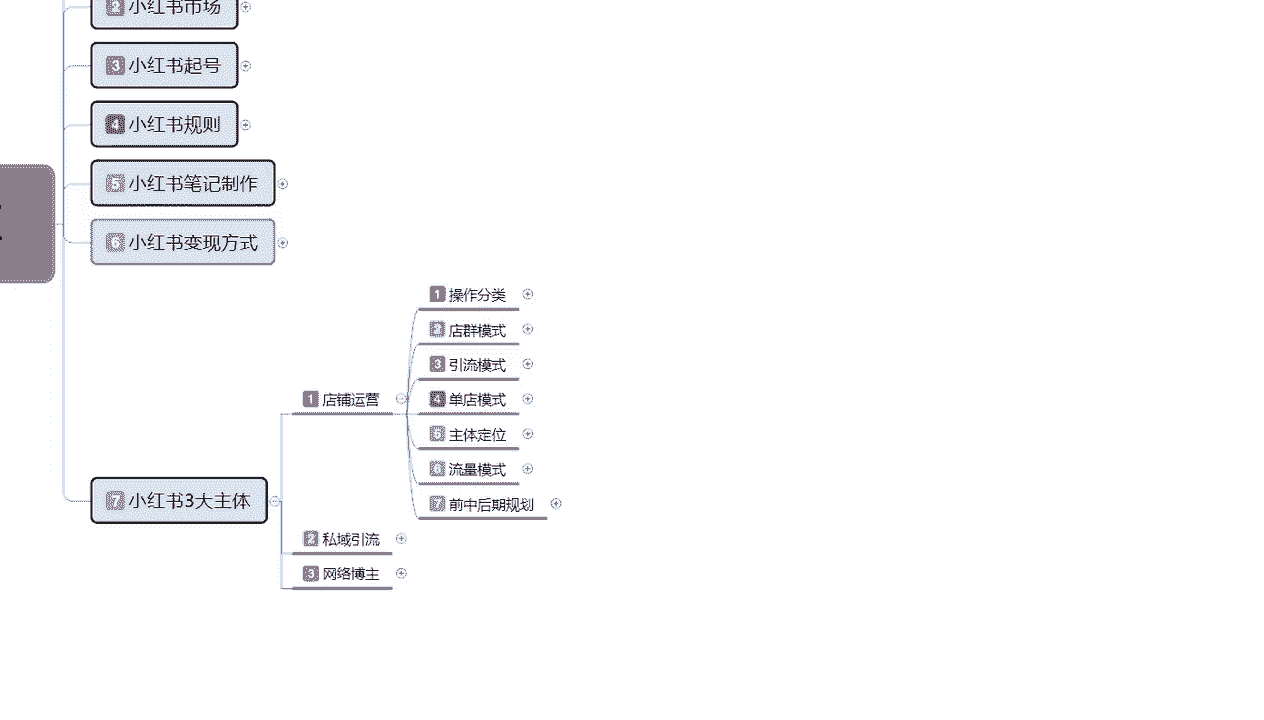 2 小红书市场
3 小红书起号
4 小红书规则
5 小红书笔记制作
6 小红书变现方式
1 操作分类
2 店群模式
3 引流模式
1 店铺运营
4 单店模式
5 主体定位
6 流量模式
7 小红书3大主体
7 前中后期规划
2 私域引流
3 网络博主